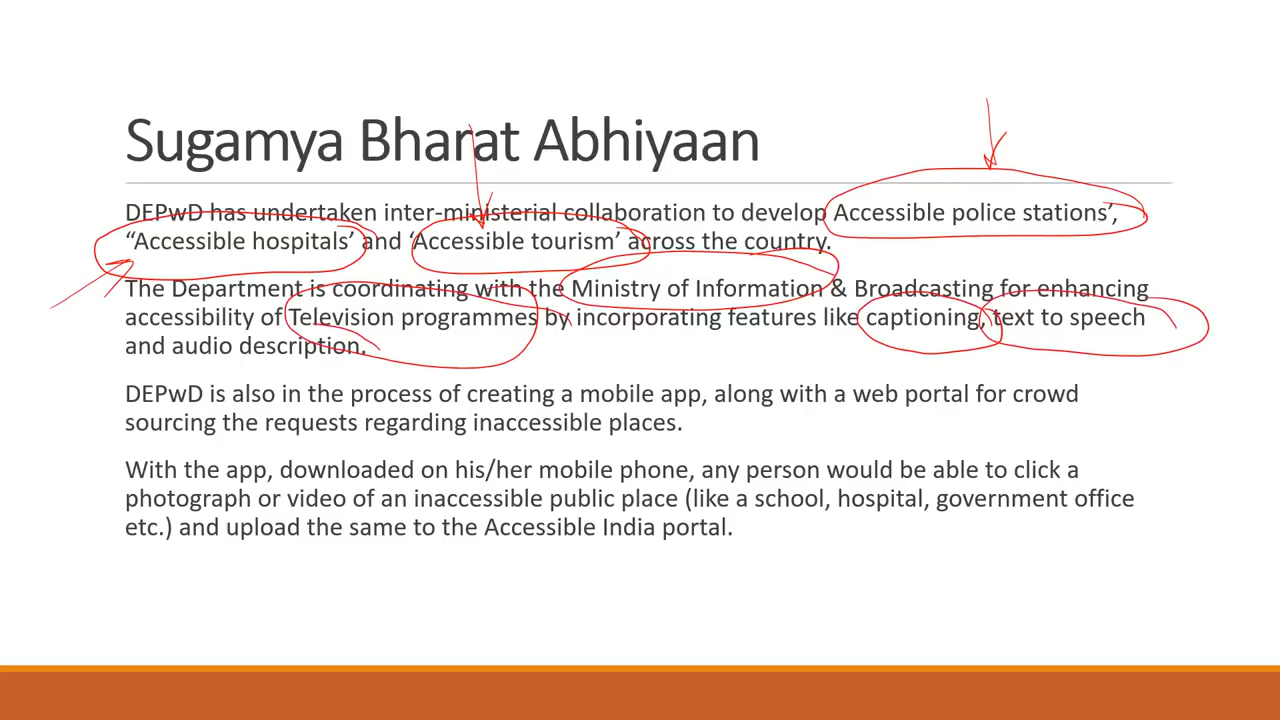 Sugamya Bharat Abhiyaan
DEPwD has undertaken inter-ministerial collaboration to develop Accessible police stations’,
“Accessible hospitals’ and ‘Accessible tourism’ across the country.
The Department is coordinating with the Ministry of Information & Broadcasting for enhancing
accessibility of Television programmes by incorporating features like captioning, text to speech
and audio description.
DEPwD is also in the process of creating a mobile app, along with a web portal for crowd
sourcing the requests regarding inaccessible places.
With the app, downloaded on his/her mobile phone, any person would be able to click a
photograph or video of an inaccessible public place (like a school, hospital, government office
etc.) and upload the same to the Accessible India portal.